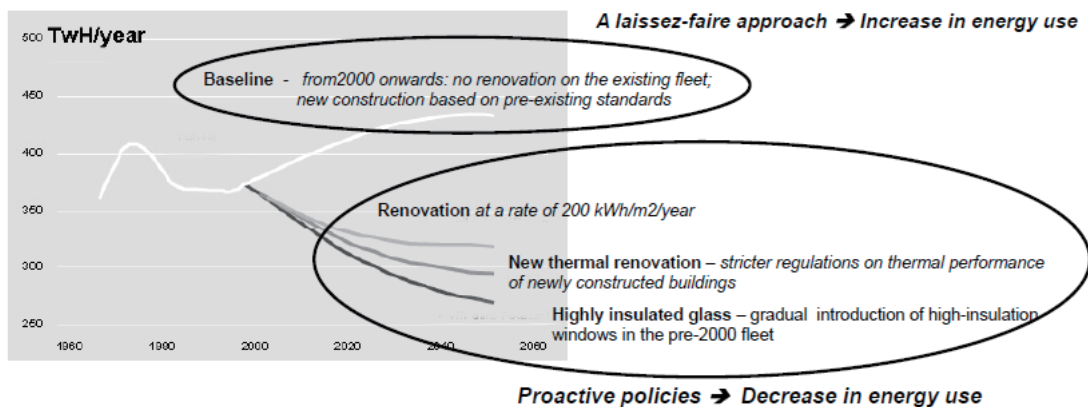 A laissez-faire approach ➔ Increase in energy use
500 TwH/year
Baseline - from2000 onwards: no renovation on the existing fleet;
new construction based on pre-existing standards
450
400
350
Renovation at a rate of 200 kWh/m2/year
New thermal renovation – stricter regulations on thermal performance
of newly constructed buildings
300
Highly insulated glass – gradual introduction of high-insulation
windows in the pre-2000 fleet
250
1960 1980 2000 2020 2040 2060
Proactive policies ➔ Decrease in energy use